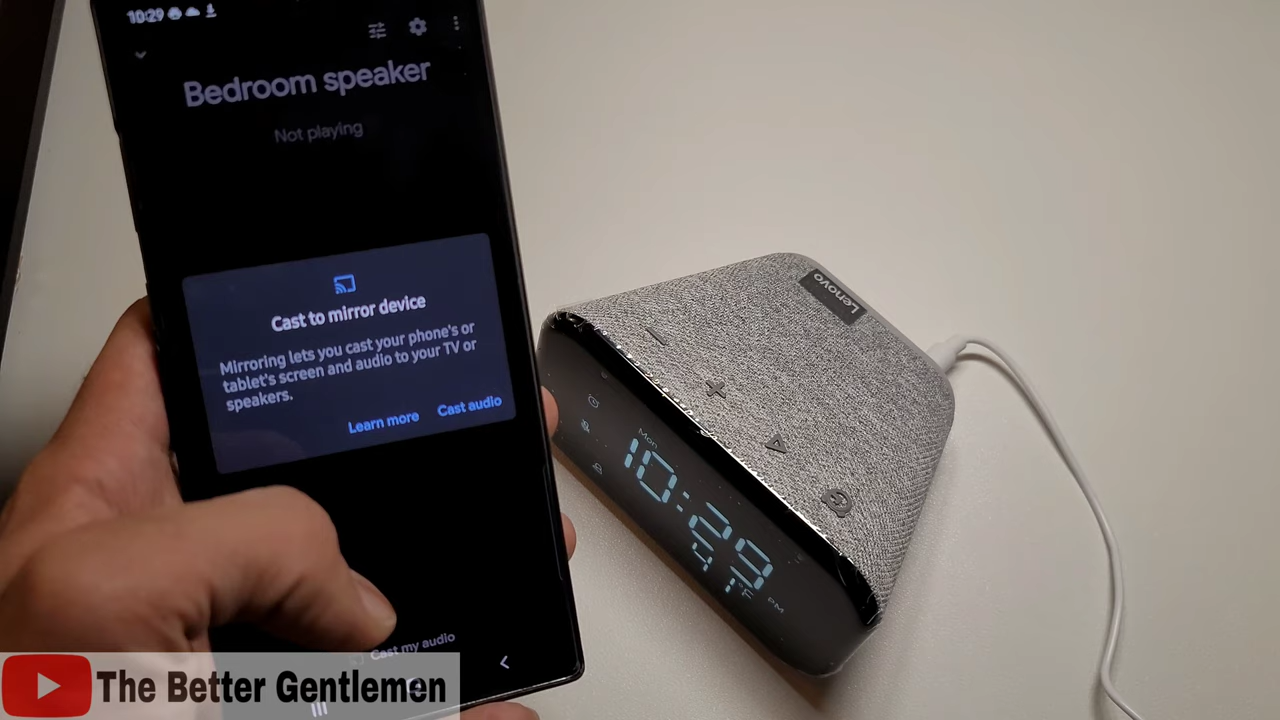 10:29
Bedroom speaker
Not playing
Cast to mirror device
Mirroring lets you cast your phone's or
tablet's screen and audio to your TV or
speakers.
Learn more Cast audio
Cast my audio
Lenovo
Mon
10:29
PM
°F
The Better Gentlemen